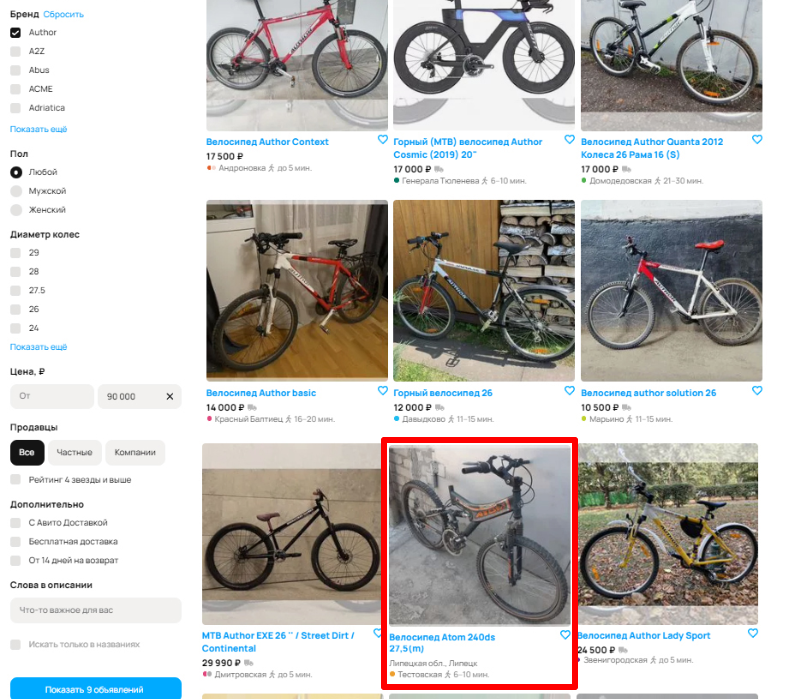 Бренд Сбросить
Author
A2Z
Abus
ACME
Adriatica
Показать ещё
Пол
Любой
Мужской
Женский
Диаметр колес
29
28
27.5
26
24
Показать ещё
Цена, ₽
От
90 000
Продавцы
Все
Частные
Компании
Рейтинг 4 звезды и выше
Дополнительно
С Авито Доставкой
Бесплатная доставка
От 14 дней на возврат
Слова в описании
Что-то важное для вас
Искать только в названиях
Показать 9 объявлений
Велосипед Author Context
17 500 ₽
Андроновка до 5 мин.
Горный (MTB) велосипед Author
Cosmic (2019) 20"
17 000 ₽
Генерала Тюленева 6–10 мин.
Велосипед Author Quanta 2012
Колеса 26 Рама 16 (S)
17 000 ₽
Домодедовская 21–30 мин.
Велосипед Author basic
14 000 ₽
Красный Балтиец 16–20 мин.
Горный велосипед 26
12 000 ₽
Давыдково 11–15 мин.
Велосипед author solution 26
10 500 ₽
Марьино 11–15 мин.
MTB Author EXE 26 '' / Street Dirt /
Continental
29 990 ₽
Дмитровская до 5 мин.
Велосипед Atom 240ds
27,5(m)
Липецкая обл., Липецк
Тестовская 6–10 мин.
Велосипед Author Lady Sport
24 500 ₽
Звенигородская до 5 мин.